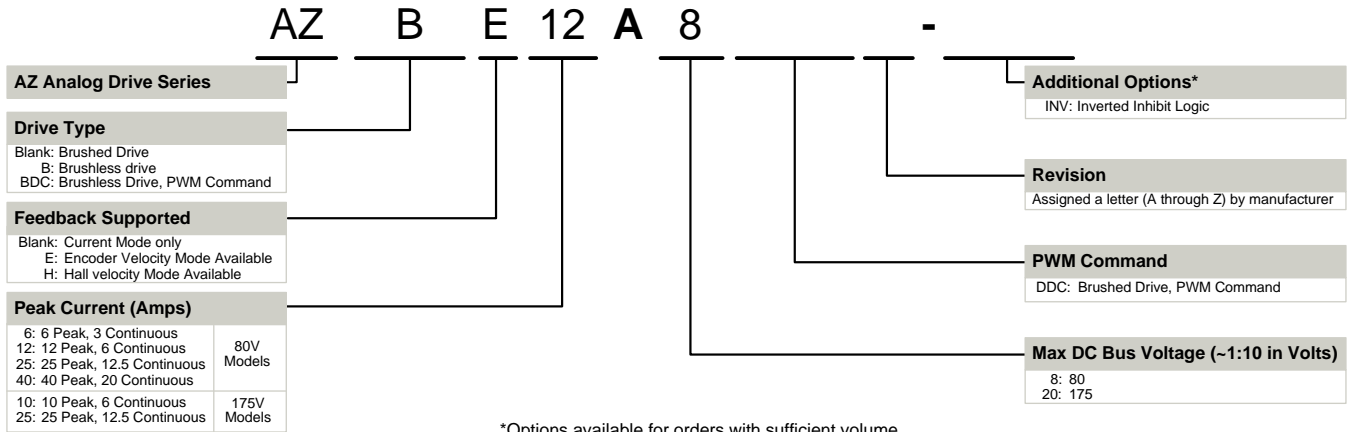 AZ B E 12 A 8 -
AZ Analog Drive Series
Drive Type
Blank: Brushed Drive
B: Brushless drive
BDC: Brushless Drive, PWM Command
Feedback Supported
Blank: Current Mode only
E: Encoder Velocity Mode Available
H: Hall velocity Mode Available
Peak Current (Amps)
6: 6 Peak, 3 Continuous
12: 12 Peak, 6 Continuous
25: 25 Peak, 12.5 Continuous
40: 40 Peak, 20 Continuous
80V
Models
10: 10 Peak, 6 Continuous
25: 25 Peak, 12.5 Continuous
175V
Models
Additional Options*
INV: Inverted Inhibit Logic
Revision
Assigned a letter (A through Z) by manufacturer
PWM Command
DDC: Brushed Drive, PWM Command
Max DC Bus Voltage (~1:10 in Volts)
8: 80
20: 175
*Options available for orders with sufficient volume